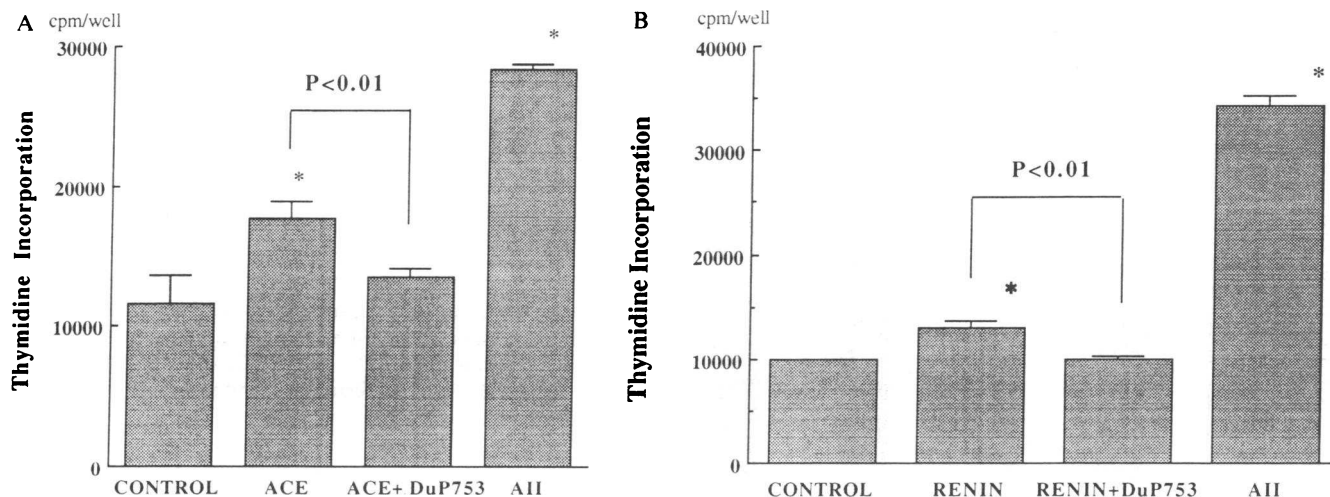 A
cpm/well
30000
20000
10000
0
Thymidine Incorporation
P<0.01
*
*
CONTROL
ACE
ACE+ DuP753
AII
B
cpm/well
40000
30000
20000
10000
0
Thymidine Incorporation
P<0.01
*
*
CONTROL
RENIN
RENIN+DuP753
AII